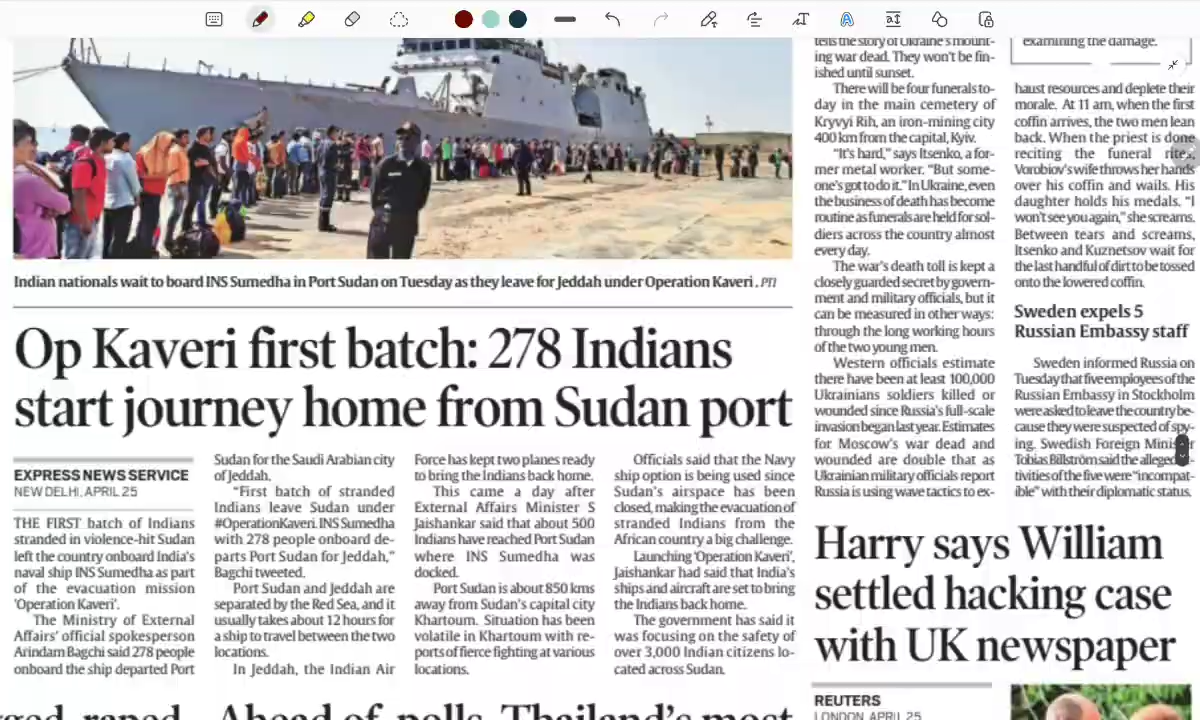 Indian nationals wait to board INS Sumedha in Port Sudan on Tuesday as they leave for Jeddah under Operation Kaveri . PTI
Op Kaveri first batch: 278 Indians
start journey home from Sudan port
EXPRESS NEWS SERVICE
NEW DELHI, APRIL 25
THE FIRST batch of Indians
stranded in violence-hit Sudan
left the country onboard India's
naval ship INS Sumedha as part
of the evacuation mission
'Operation Kaveri'.
The Ministry of External
Affairs' official spokesperson
Arindam Bagchi said 278 people
onboard the ship departed Port
Sudan for the Saudi Arabian city
of Jeddah.
"First batch of stranded
Indians leave Sudan under
#OperationKaveri. INS Sumedha
with 278 people onboard de-
parts Port Sudan for Jeddah,"
Bagchi tweeted.
Port Sudan and Jeddah are
separated by the Red Sea, and it
usually takes about 12 hours for
a ship to travel between the two
locations.
In Jeddah, the Indian Air
Force has kept two planes ready
to bring the Indians back home.
This came a day after
External Affairs Minister S
Jaishankar said that about 500
Indians have reached Port Sudan
where INS Sumedha was
docked.
Port Sudan is about 850 kms
away from Sudan's capital city
Khartoum. Situation has been
volatile in Khartoum with re-
ports of fierce fighting at various
locations.
Officials said that the Navy
ship option is being used since
Sudan's airspace has been
closed, making the evacuation of
stranded Indians from the
African country a big challenge.
Launching 'Operation Kaveri',
Jaishankar had said that India's
ships and aircraft are set to bring
the Indians back home.
The government has said it
was focusing on the safety of
over 3,000 Indian citizens lo-
cated across Sudan.
tells the story of Ukraine's mount-
ing war dead. They won't be fin-
ished until sunset.
There will be four funerals to-
day in the main cemetery of
Kryvyi Rih, an iron-mining city
400 km from the capital, Kyiv.
"It's hard," says Itsenko, a for-
mer metal worker. "But some-
one's got to do it." In Ukraine, even
the business of death has become
routine as funerals are held for sol-
diers across the country almost
every day.
The war's death toll is kept a
closely guarded secret by govern-
ment and military officials, but it
can be measured in other ways:
through the long working hours
of the two young men.
Western officials estimate
there have been at least 100,000
Ukrainians soldiers killed or
wounded since Russia's full-scale
invasion began last year. Estimates
for Moscow's war dead and
wounded are double that as
Ukrainian military officials report
Russia is using wave tactics to ex-
examining the damage.
haust resources and deplete their
morale. At 11 am, when the first
coffin arrives, the two men lean
back. When the priest is done
reciting the funeral rites
Vorobiov's wife throws her hands
over his coffin and wails. His
daughter holds his medals. "I
won't see you again," she screams.
Between tears and screams,
Itsenko and Kuznetsov wait for
the last handful of dirt to be tossed
onto the lowered coffin.
Sweden expels 5
Russian Embassy staff
Sweden informed Russia on
Tuesday that five employees of the
Russian Embassy in Stockholm
were asked to leave the country be-
cause they were suspected of spy-
ing. Swedish Foreign
Tobias Billström said the alleged
tivities of the five were "incompat-
ible" with their diplomatic status.
Harry says William
settled hacking case
with UK newspaper
REUTERS
LONDON, APRIL 25
raped
Ahead of polls, Thailand's most